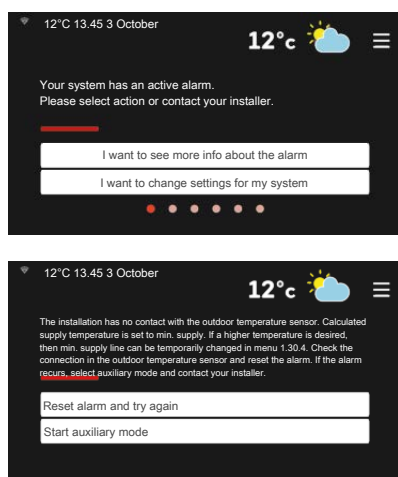 12°C 13.45 3 October
12°c
Your system has an active alarm.
Please select action or contact your installer.
I want to see more info about the alarm
I want to change settings for my system
12°C 13.45 3 October
12°c
The installation has no contact with the outdoor temperature sensor. Calculated
supply temperature is set to min. supply. If a higher temperature is desired,
then min. supply line can be temporarily changed in menu 1.30.4. Check the
connection in the outdoor temperature sensor and reset the alarm. If the alarm
recurs, select auxiliary mode and contact your installer.
Reset alarm and try again
Start auxiliary mode